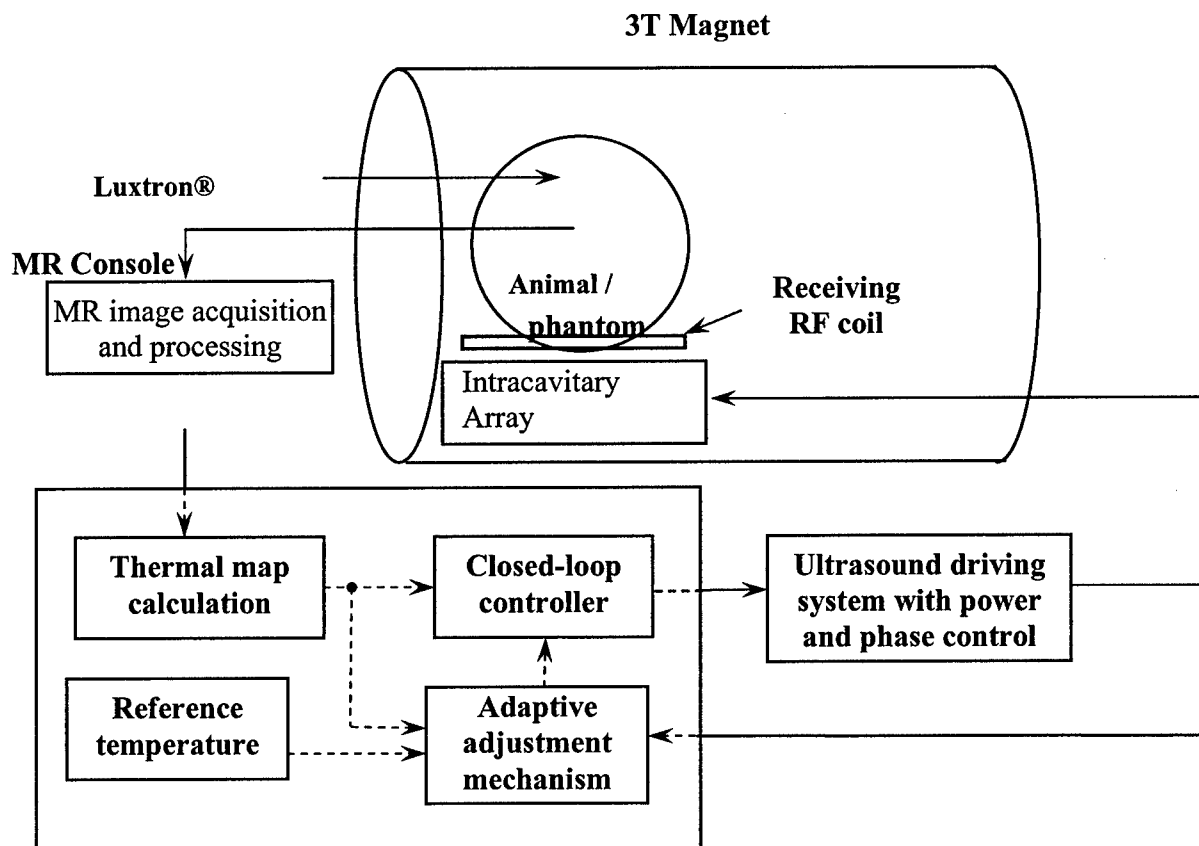 3T Magnet
Luxtron®
MR Console
MR image acquisition
and processing
Animal /
phantom
Receiving
RF coil
Intracavitary
Array
Thermal map
calculation
Closed-loop
controller
Ultrasound driving
system with power
and phase control
Reference
temperature
Adaptive
adjustment
mechanism